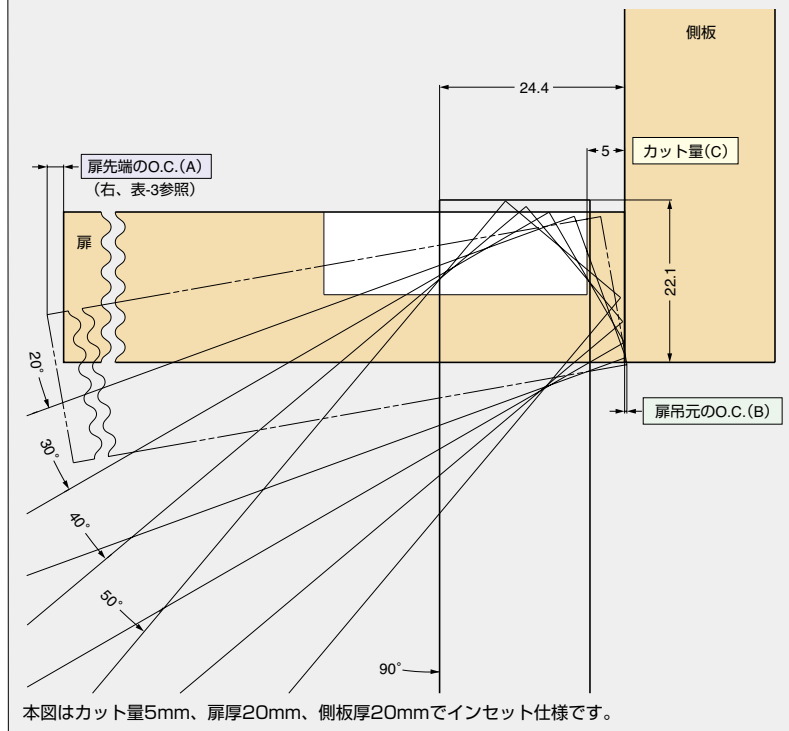 側板
24.4
5
カット量(C)
扉先端のO.C.(A)
(右、表-3参照)
扉
22.1
20°
扉吊元のO.C.(B)
30°
40°
50°
90°
本図はカット量5mm、扉厚20mm、側板厚20mmでインセット仕様です。